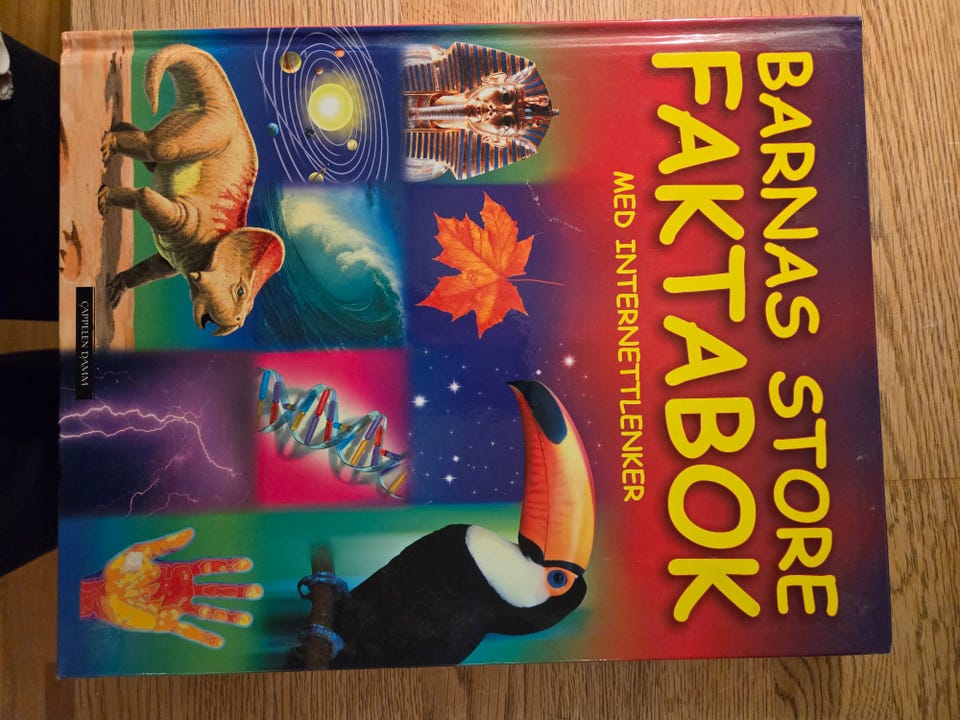 BARNAS STORE
FAKTABOK
MED INTERNETTLENKER
CAPPELEN DAMM